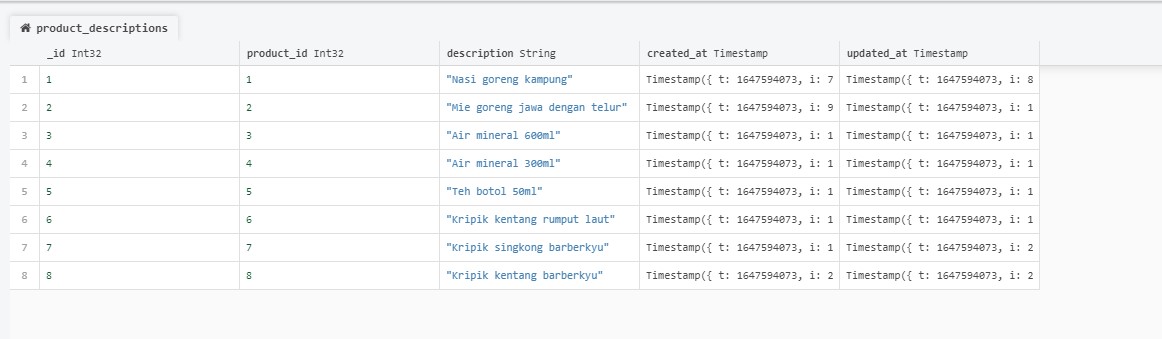 product_descriptions
_id Int32 product_id Int32 description String created_at Timestamp updated_at Timestamp
1 1 1 "Nasi goreng kampung" Timestamp({ t: 1647594073, i: 7 Timestamp({ t: 1647594073, i: 8
2 2 2 "Mie goreng jawa dengan telur" Timestamp({ t: 1647594073, i: 9 Timestamp({ t: 1647594073, i: 1
3 3 3 "Air mineral 600ml" Timestamp({ t: 1647594073, i: 1 Timestamp({ t: 1647594073, i: 1
4 4 4 "Air mineral 300ml" Timestamp({ t: 1647594073, i: 1 Timestamp({ t: 1647594073, i: 1
5 5 5 "Teh botol 50ml" Timestamp({ t: 1647594073, i: 1 Timestamp({ t: 1647594073, i: 1
6 6 6 "Kripik kentang rumput laut" Timestamp({ t: 1647594073, i: 1 Timestamp({ t: 1647594073, i: 1
7 7 7 "Kripik singkong barberkyu" Timestamp({ t: 1647594073, i: 1 Timestamp({ t: 1647594073, i: 2
8 8 8 "Kripik kentang barberkyu" Timestamp({ t: 1647594073, i: 2 Timestamp({ t: 1647594073, i: 2